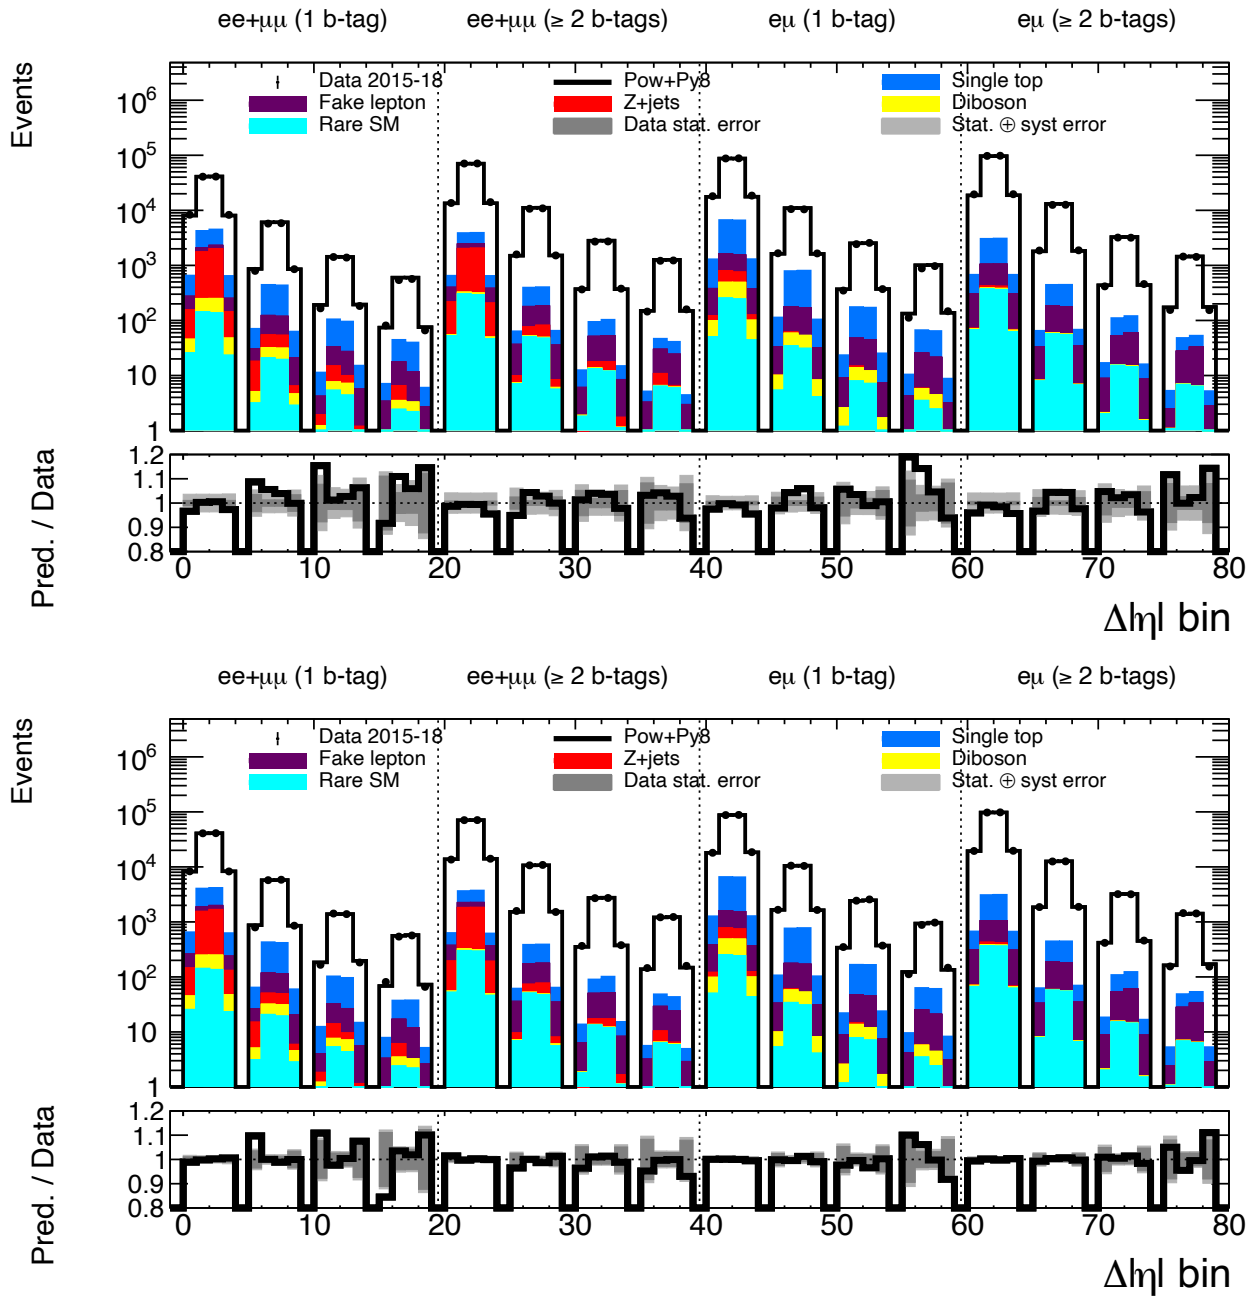 ee+μμ (1 b-tag) ee+μμ (≥ 2 b-tags) eμ (1 b-tag) eμ (≥ 2 b-tags)
Events
Data 2015-18 Pow+Py8 Single top
Fake lepton Z+jets Diboson
Rare SM Data stat. error Stat. ⊕ syst error
10⁶
10⁵
10⁴
10³
10²
10
1
Pred. / Data
1.2
1.1
1
0.9
0.8
0 10 20 30 40 50 60 70 80
Δ|η| bin
ee+μμ (1 b-tag) ee+μμ (≥ 2 b-tags) eμ (1 b-tag) eμ (≥ 2 b-tags)
Events
Data 2015-18 Pow+Py8 Single top
Fake lepton Z+jets Diboson
Rare SM Data stat. error Stat. ⊕ syst error
10⁶
10⁵
10⁴
10³
10²
10
1
Pred. / Data
1.2
1.1
1
0.9
0.8
0 10 20 30 40 50 60 70 80
Δ|η| bin